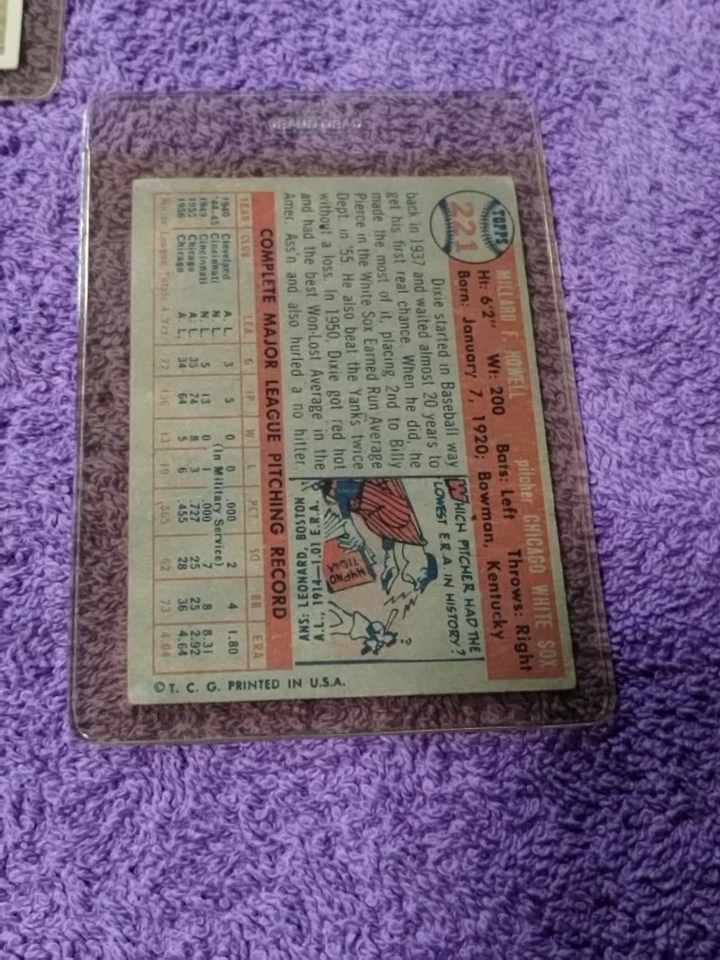 TOPPS
221
MILLARD F. HOWELL pitcher CHICAGO WHITE SOX
Ht: 6'2" Wt: 200 Bats: Left Throws: Right
Born: January 7, 1920; Bowman, Kentucky
Dixie started in Baseball way
back in 1937 and waited almost 20 years to
get his first real chance. When he did, he
made the most of it, placing 2nd to Billy
Pierce in the White Sox Earned Run Average
Dept. in '55. He also beat the Yanks twice
without a loss. In 1950, Dixie got red hot
and had the best Won-Lost Average in the
Amer. Ass'n and also hurled a no hitter.
WHICH PITCHER HAD THE
LOWEST E.R.A. IN HISTORY?
?
ANS: LEONARD, BOSTON
A.L., 1914—1.01 E.R.A.
COMPLETE MAJOR LEAGUE PITCHING RECORD
YEAR CLUB LEA G IP W L PCT SO BB ERA
1940 Cleveland A. L. 3 5 0 0 .000 2 4 1.80
'44-45 Cincinnati N. L. (In Military Service)
1949 Cincinnati N. L. 5 13 0 1 .000 7 8 8.31
1955 Chicago A. L. 35 74 8 3 .727 25 25 2.92
1956 Chicago A. L. 34 64 5 6 .455 28 36 4.64
Major League Totals 4 Yrs. 77 156 13 10 .565 62 73 4.04
© T. C. G. PRINTED IN U.S.A.